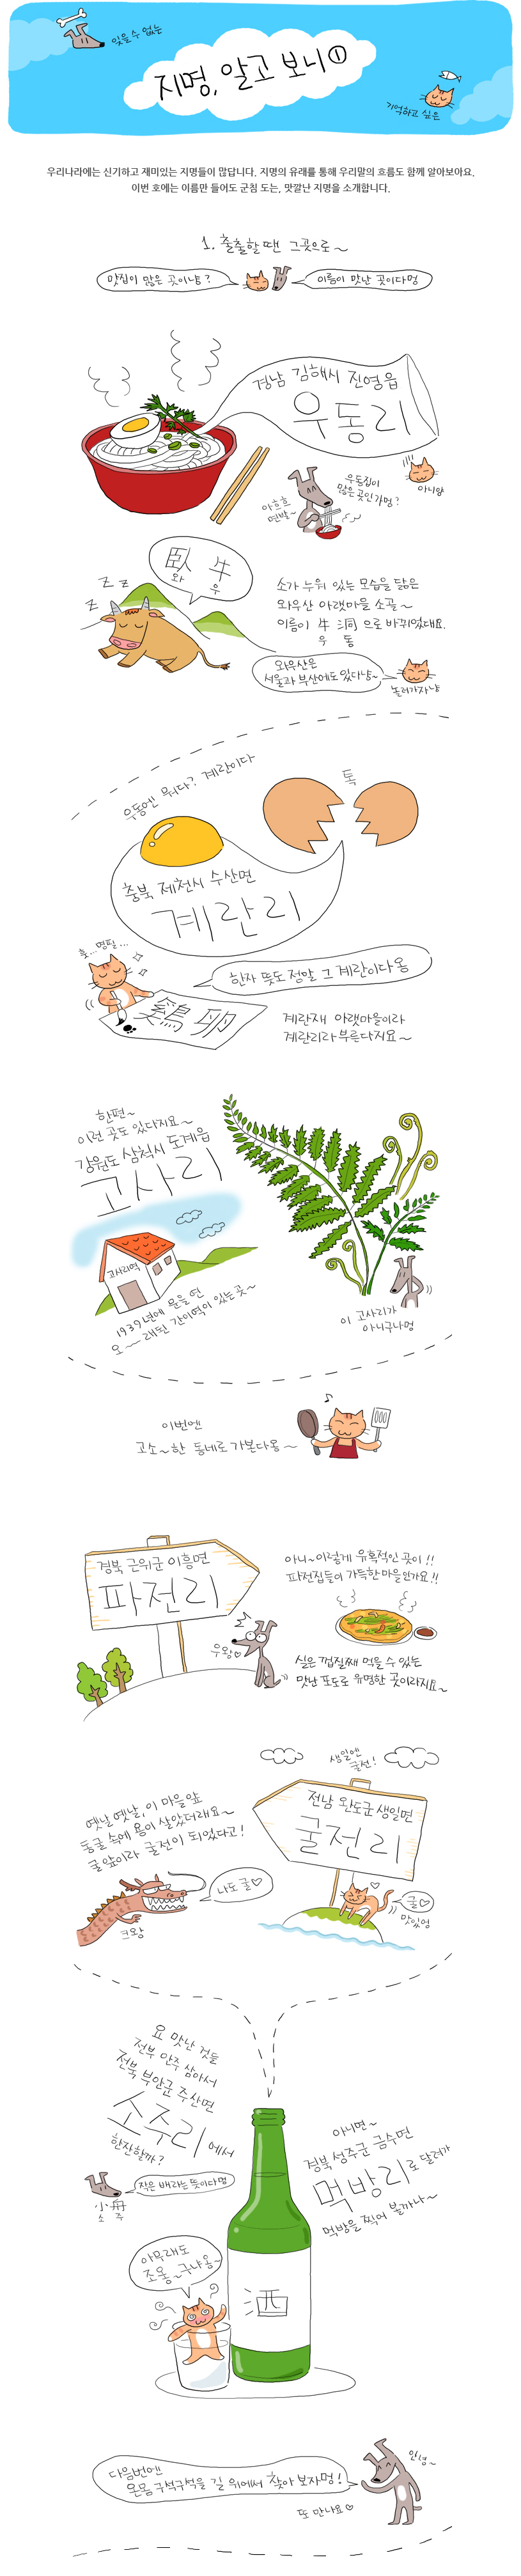 잊을 수 없는
지명, 알고 보니①
기억하고 싶은
우리나라에는 신기하고 재미있는 지명들이 많답니다. 지명의 유래를 통해 우리말의 흐름도 함께 알아보아요.
이번 호에는 이름만 들어도 군침 도는, 맛깔난 지명을 소개합니다.
1. 출출할 땐 그곳으로~
맛집이 많은 곳이냥?
이름이 맛난 곳이다멍
경남 김해시 진영읍
우동리
우동집이
많은 곳인가멍?
아니양
아흐흐
면발~
臥 牛
와 우
Z Z
Z
소가 누워 있는 모습을 닮은
와우산 아랫마을 소골~
이름이 牛 洞 으로 바뀌었대요.
우 동
와우산은
서울과 부산에도 있다냥~
놀러가자냥
우동엔 뭐다? 계란이다
톡
충북 제천시 수산면
계란리
훗...명필...
한자 뜻도 정말 그 계란이다옹
鷄 卵
계란재 아랫마을이라
계란리라 부른다지요~
한편~
이런 곳도 있다지요~
강원도 삼척시 도계읍
고사리
고사리역
1939년에 문을 연
오~~래된 간이역이 있는 곳~
이 고사리가
아니구나멍
이번엔
고소~한 동네로 가본다옹~
경북 군위군 의흥면
파전리
아니~이렇게 유혹적인 곳이!!
파전집들이 가득한 마을인가요!!
우왕♡
실은 껍질째 먹을 수 있는
맛난 포도로 유명한 곳이라지요~
생일엔
굴전!
전남 완도군 생일면
굴전리
옛날 옛날, 이 마을 앞
동굴 속에 용이 살았더래요~
굴 앞이라 굴전이 되었다고!
나도 굴♡
크앙
굴♡
맛있엉
요 맛난 것들
전부 안주 삼아서
전북 부안군 주산면
소주리에서
한잔할까?
작은 배라는 뜻이다멍
小舟
소 주
아니면~
경북 성주군 금수면
먹방리로 달려가
먹방을 찍어 볼까나~
아무래도
조옹~구냐옹~
酒
다음번엔
온몸 구석구석을 길 위에서 찾아 보자멍!
안녕~
또 만나요♡